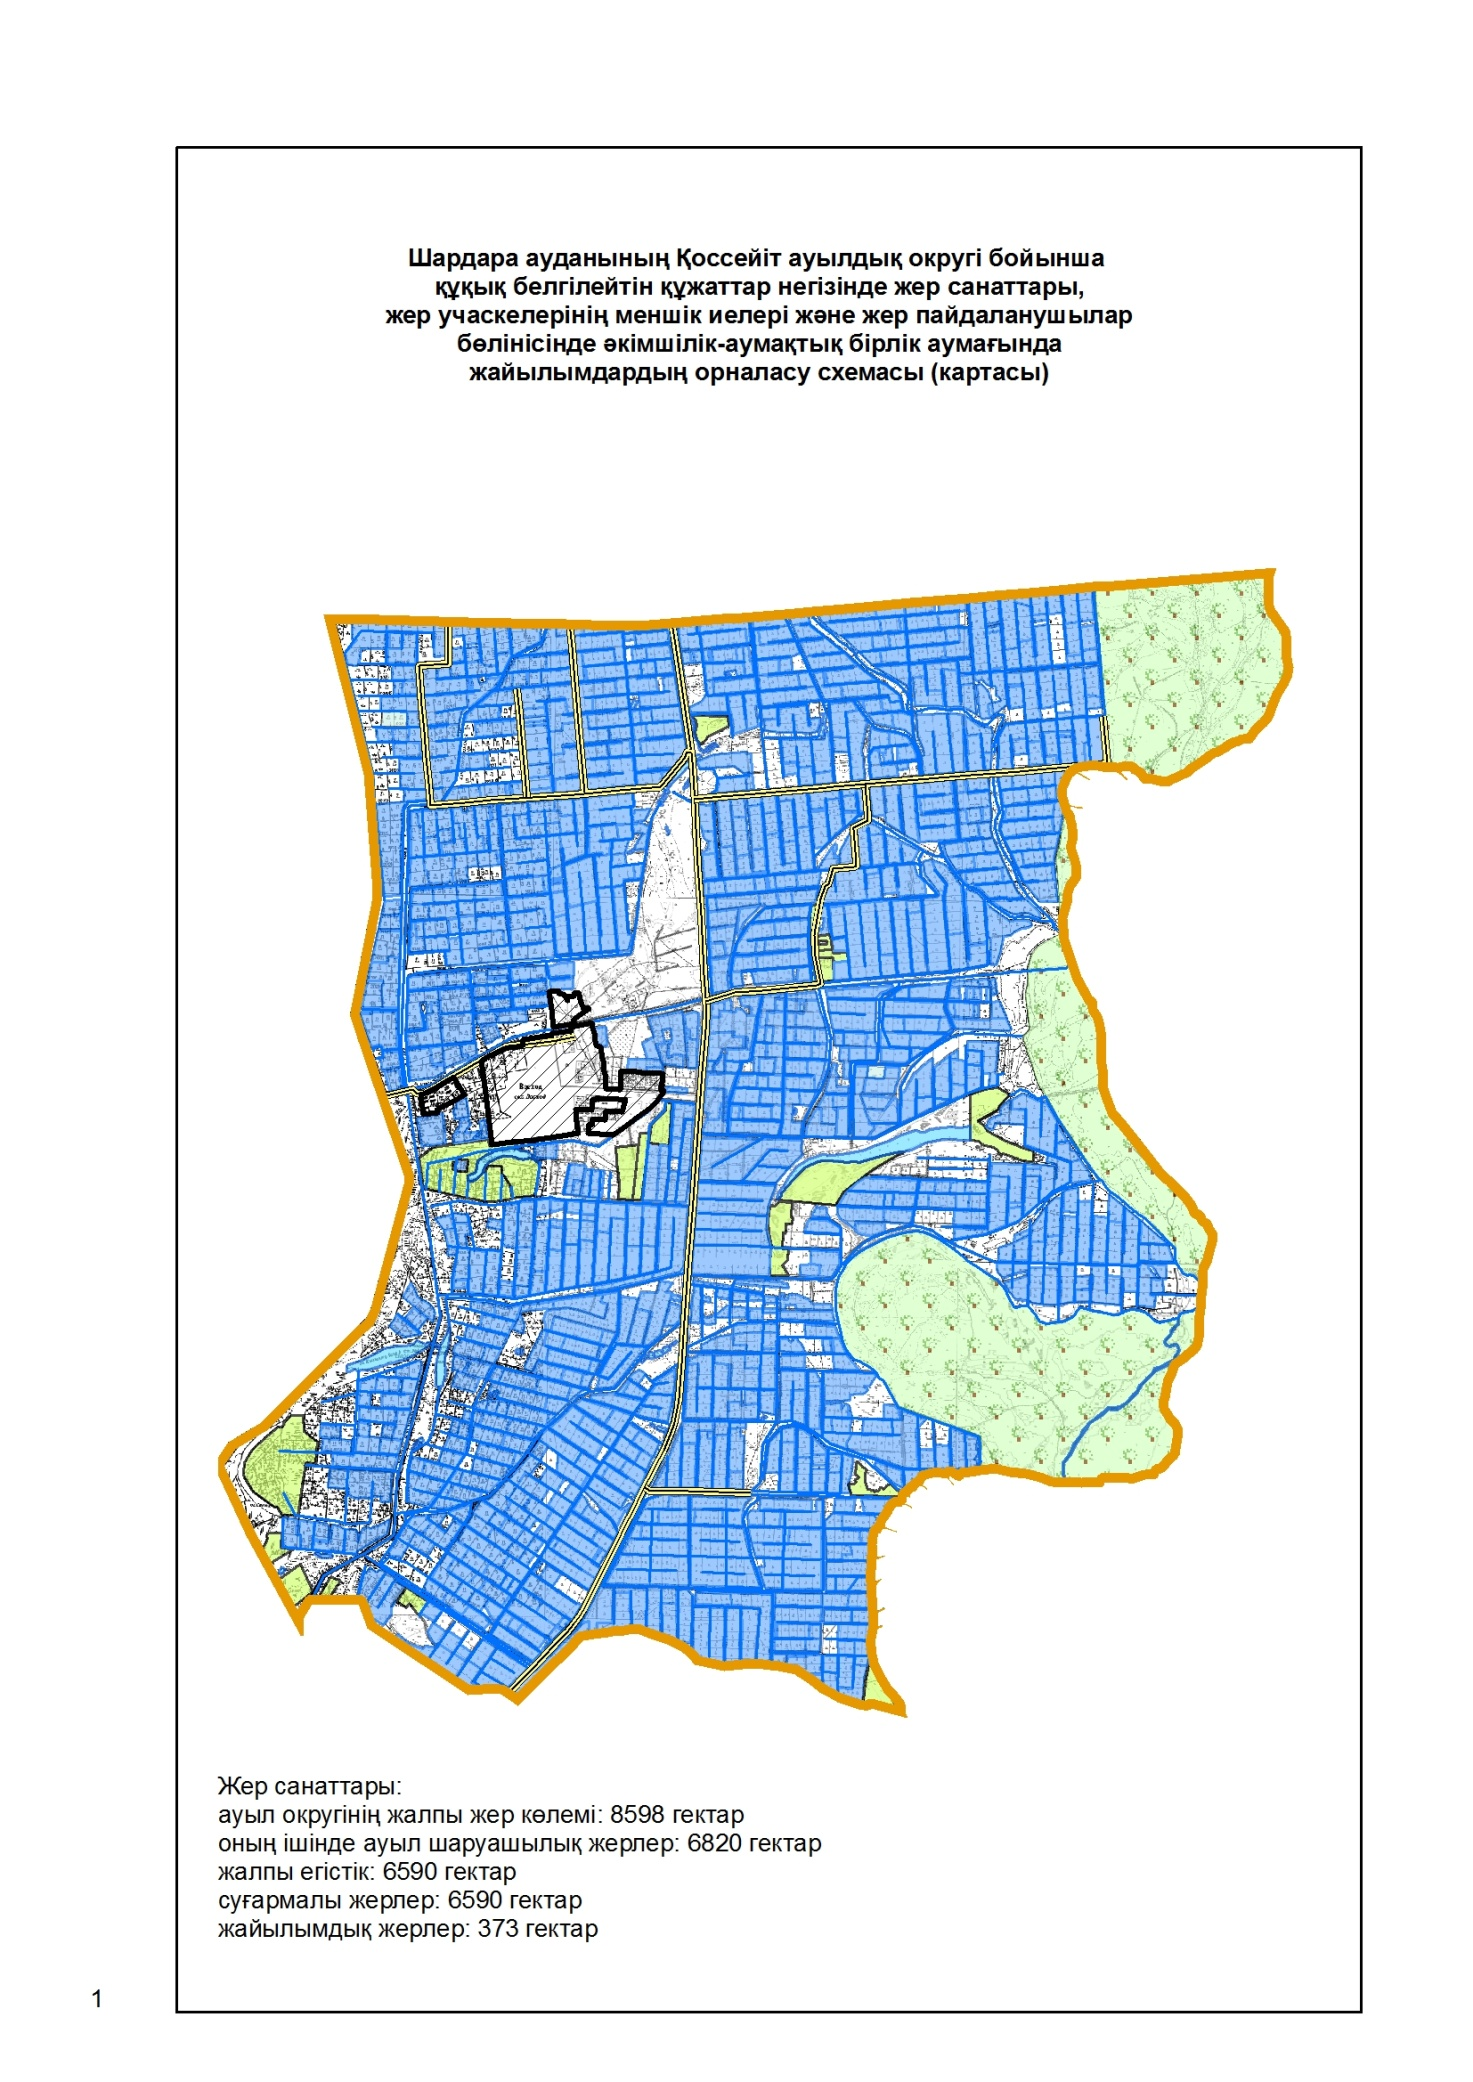 Шардара ауданының Қоссейіт ауылдық округі бойынша
құқық белгілейтін құжаттар негізінде жер санаттары,
жер учаскелерінің меншік иелері және жер пайдаланушылар
бөлінісінде әкімшілік-аумақтық бірлік аумағында
жайылымдардың орналасу схемасы (картасы)
Жер санаттары:
ауыл округінің жалпы жер көлемі: 8598 гектар
оның ішінде ауыл шаруашылық жерлер: 6820 гектар
жалпы егістік: 6590 гектар
суғармалы жерлер: 6590 гектар
жайылымдық жерлер: 373 гектар
1